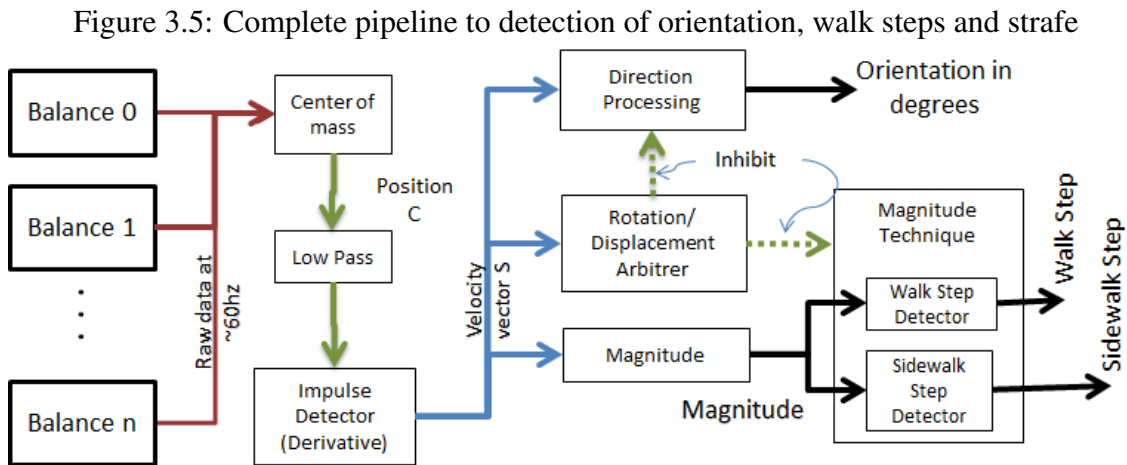 Figure 3.5: Complete pipeline to detection of orientation, walk steps and strafe
Balance 0
Balance 1
. . . .
Balance n
Raw data at
~60hz
Center of
mass
Position
C
Low Pass
Impulse
Detector
(Derivative)
Velocity
vector S
Direction
Processing
Orientation in
degrees
Inhibit
Rotation/
Displacement
Arbitrer
Magnitude
Magnitude
Magnitude
Technique
Walk Step
Detector
Sidewalk
Step
Detector
Walk Step
Sidewalk Step